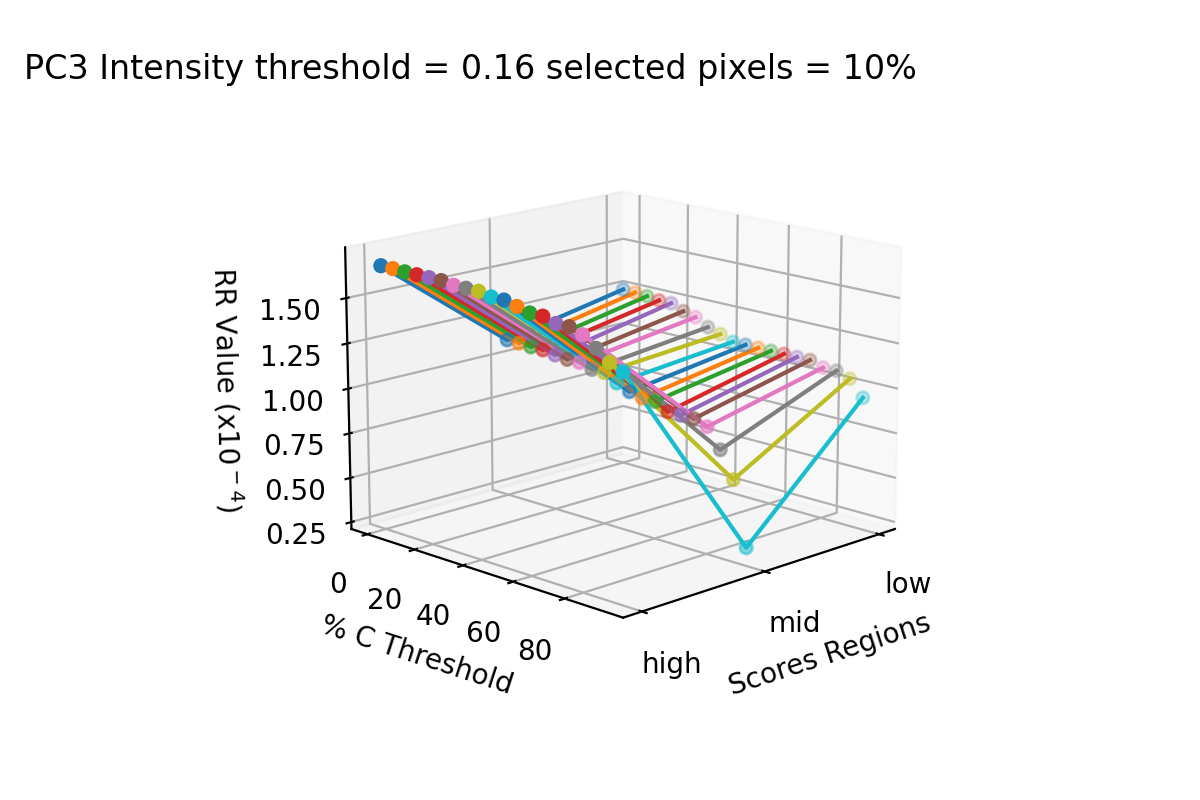 PC3 Intensity threshold = 0.16 selected pixels = 10%
RR Value (x10⁻⁴)
1.50
1.25
1.00
0.75
0.50
0.25
0
20
40
60
80
% C Threshold
high
mid
low
Scores Regions